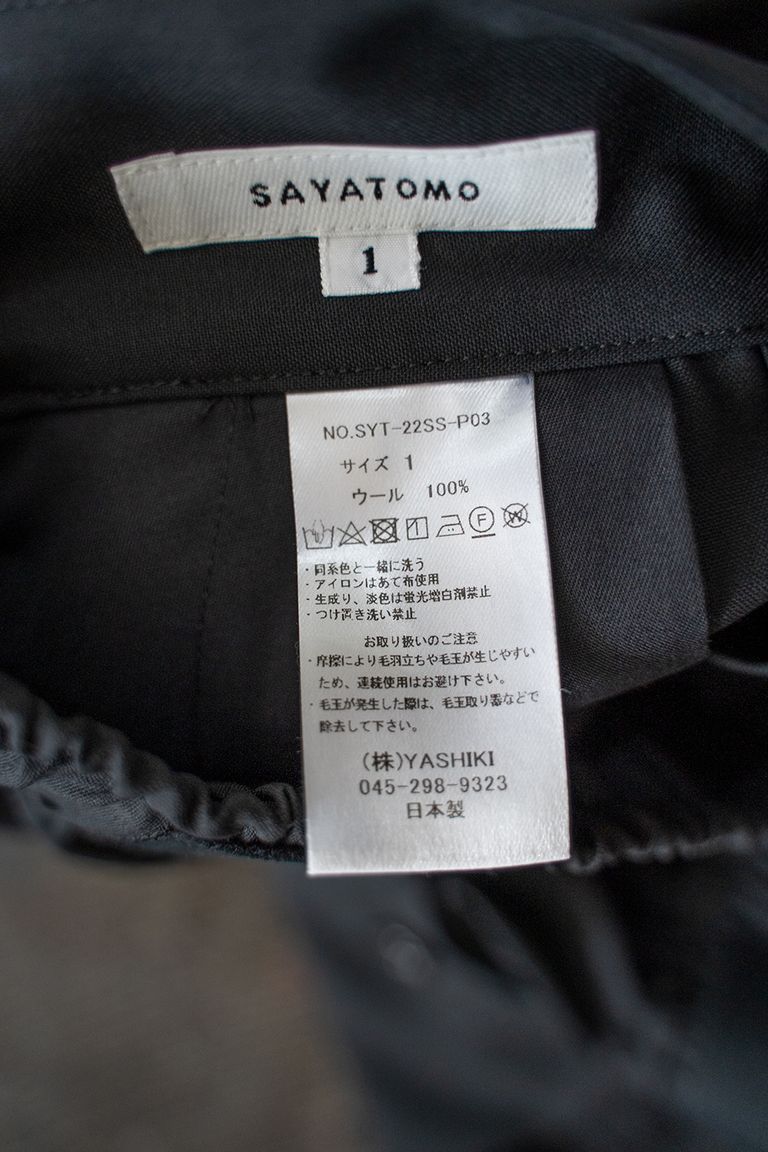 SAYATOMO
1
NO.SYT-22SS-P03
サイズ 1
ウール 100%
F W
・同系色と一緒に洗う
・アイロンはあて布使用
・生成り、淡色は蛍光増白剤禁止
・つけ置き洗い禁止
お取り扱いのご注意
・摩擦により毛羽立ちや毛玉が生じやすい
ため、連続使用はお避け下さい。
・毛玉が発生した際は、毛玉取り器などで
除去して下さい。
(株)YASHIKI
045-298-9323
日本製